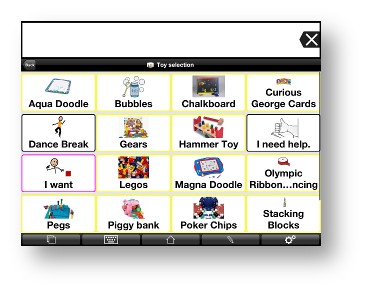 Back
Toy selection
Aqua Doodle
Bubbles
Chalkboard
Curious
George Cards
Dance Break
Gears
Hammer Toy
I need help.
I want
Legos
Magna Doodle
Olympic
Ribbon...ncing
Pegs
Piggy bank
Poker Chips
Stacking
Blocks